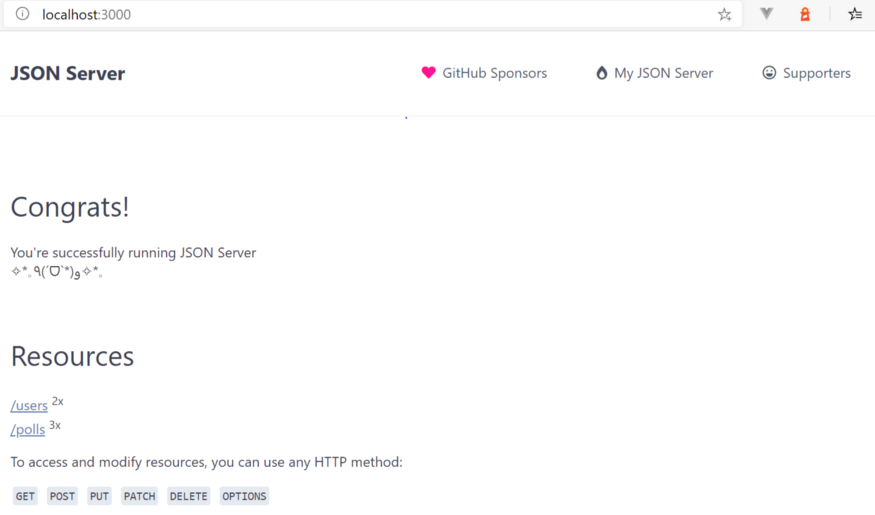 localhost:3000
JSON Server
GitHub Sponsors
My JSON Server
Supporters
Congrats!
You're successfully running JSON Server
✧*｡٩(ˊᗜˋ*)و✧*｡
Resources
/users 2x
/polls 3x
To access and modify resources, you can use any HTTP method:
GET POST PUT PATCH DELETE OPTIONS